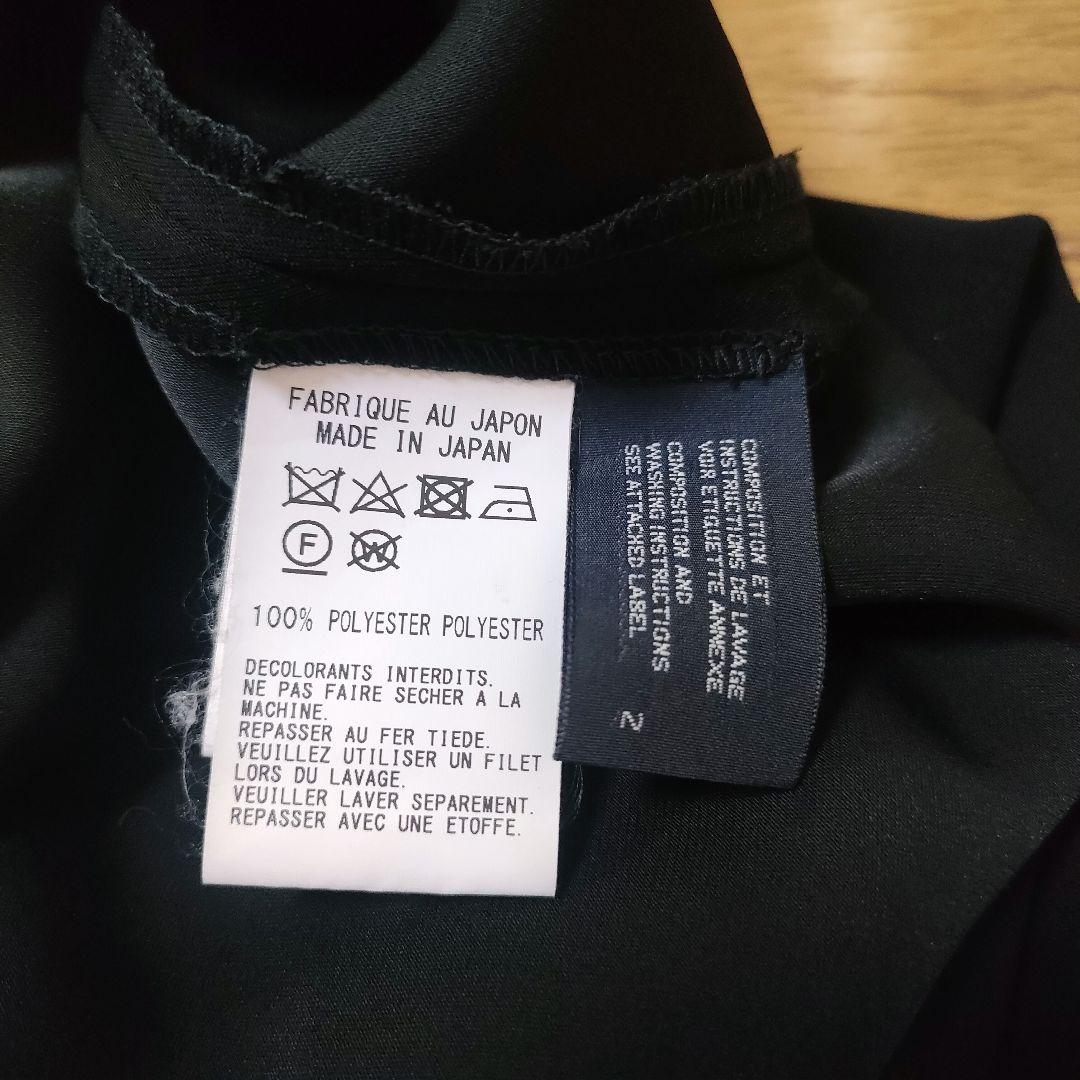 FABRIQUE AU JAPON
MADE IN JAPAN
F
W
100% POLYESTER POLYESTER
DECOLORANTS INTERDITS.
NE PAS FAIRE SECHER A LA
MACHINE.
REPASSER AU FER TIEDE.
VEUILLEZ UTILISER UN FILET
LORS DU LAVAGE.
VEUILLER LAVER SEPAREMENT.
REPASSER AVEC UNE ETOFFE.
COMPOSITION ET
INSTRUCTIONS DE LAVAGE
VOIR ETIQUETTE ANNEXE
COMPOSITION AND
WASHING INSTRUCTIONS
SEE ATTACHED LABEL
2